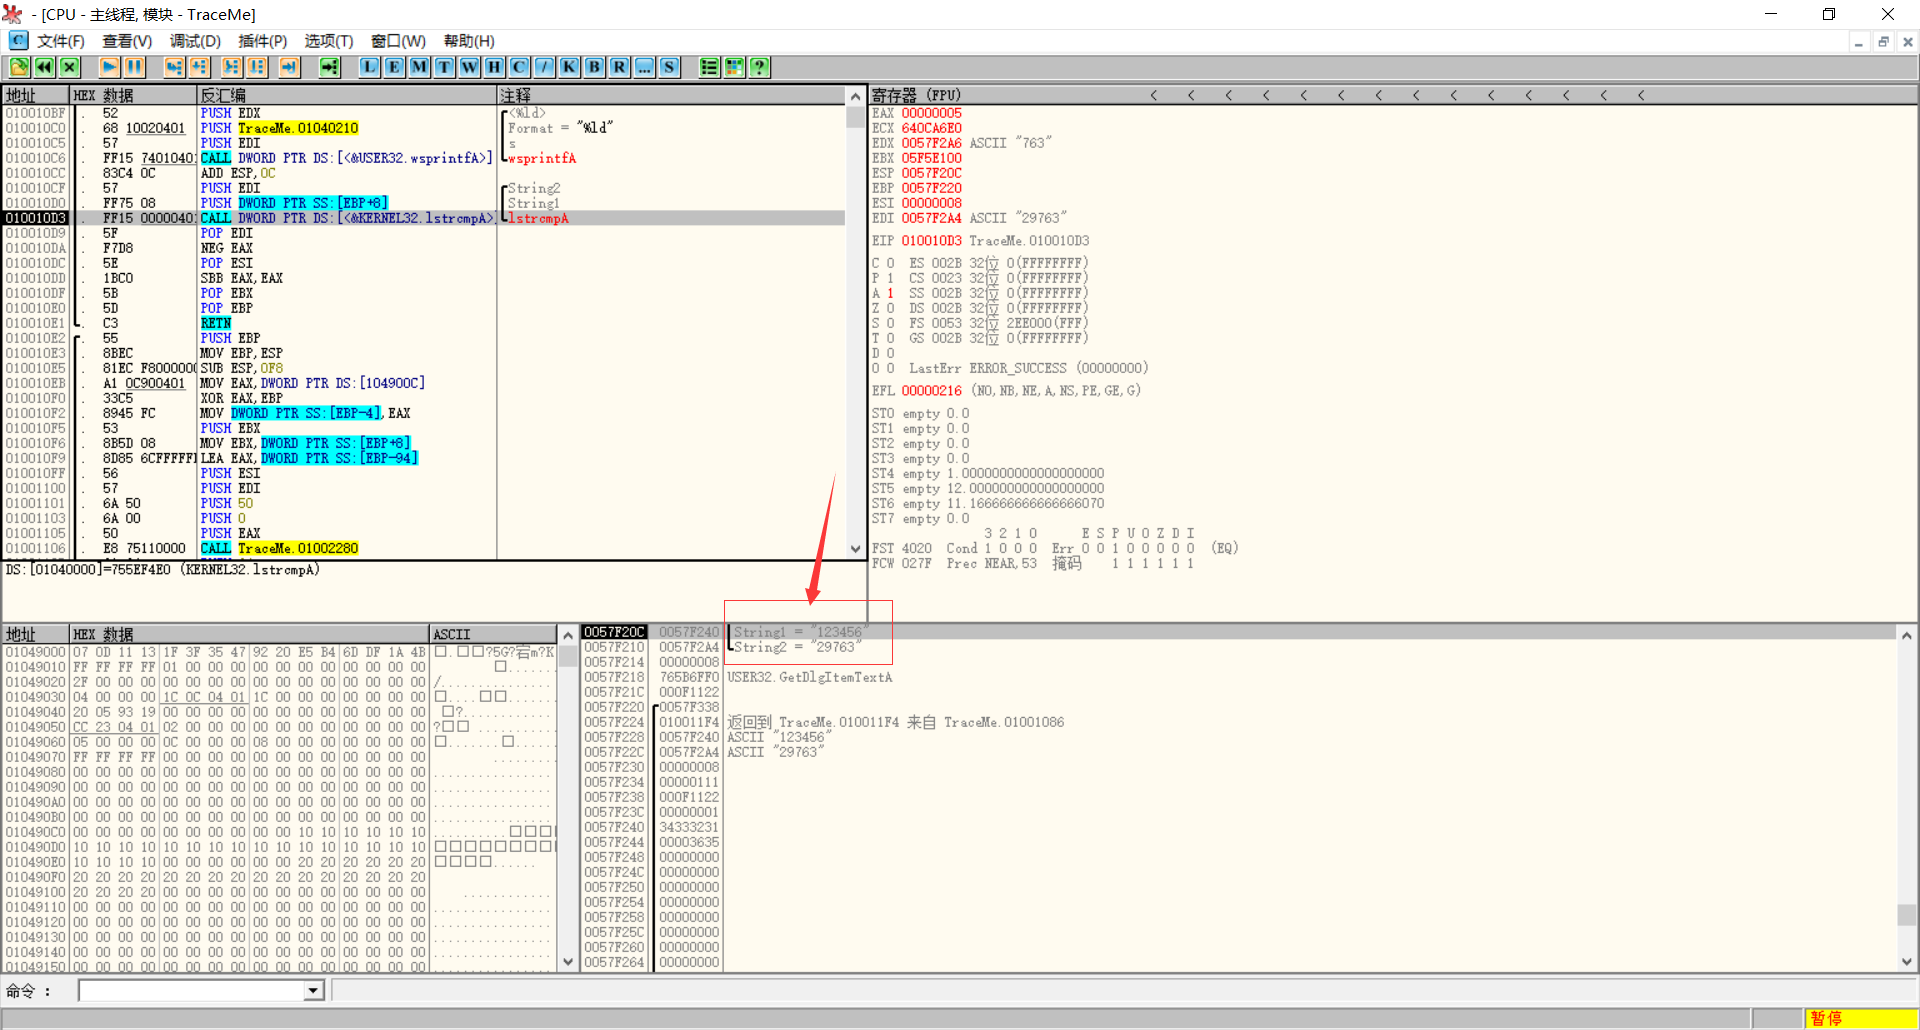 - [CPU - 主线程, 模块 - TraceMe]
文件(F) 查看(V) 调试(D) 插件(P) 选项(T) 窗口(W) 帮助(H)
L E M T W H C / K B R ... S
地址 HEX 数据 反汇编 注释
010010BF . 52 PUSH EDX <%ld>
010010C0 . 68 10020401 PUSH TraceMe.01040210 Format = "%ld"
010010C5 . 57 PUSH EDI s
010010C6 . FF15 74010401 CALL DWORD PTR DS:[<&USER32.wsprintfA>] wsprintfA
010010CC . 83C4 0C ADD ESP,0C
010010CF . 57 PUSH EDI String2
010010D0 . FF75 08 PUSH DWORD PTR SS:[EBP+8] String1
010010D3 . FF15 00000401 CALL DWORD PTR DS:[<&KERNEL32.lstrcmpA>] lstrcmpA
010010D9 . 5F POP EDI
010010DA . F7D8 NEG EAX
010010DC . 5E POP ESI
010010DD . 1BC0 SBB EAX,EAX
010010DF . 5B POP EBX
010010E0 . 5D POP EBP
010010E1 . C3 RETN
010010E2 . 55 PUSH EBP
010010E3 . 8BEC MOV EBP,ESP
010010E5 . 81EC F8000000 SUB ESP,0F8
010010EB . A1 0C900401 MOV EAX,DWORD PTR DS:[104900C]
010010F0 . 33C5 XOR EAX,EBP
010010F2 . 8945 FC MOV DWORD PTR SS:[EBP-4],EAX
010010F5 . 53 PUSH EBX
010010F6 . 8B5D 08 MOV EBX,DWORD PTR SS:[EBP+8]
010010F9 . 8D85 6CFFFFFF LEA EAX,DWORD PTR SS:[EBP-94]
010010FF . 56 PUSH ESI
01001100 . 57 PUSH EDI
01001101 . 6A 50 PUSH 50
01001103 . 6A 00 PUSH 0
01001105 . 50 PUSH EAX
01001106 . E8 75110000 CALL TraceMe.01002280
DS:[01040000]=755EF4E0 (KERNEL32.lstrcmpA)
寄存器 (FPU) < < < < < < < < < < < < < <
EAX 00000005
ECX 640CA6E0
EDX 0057F2A6 ASCII "763"
EBX 05F5E100
ESP 0057F20C
EBP 0057F220
ESI 00000008
EDI 0057F2A4 ASCII "29763"
EIP 010010D3 TraceMe.010010D3
C 0 ES 002B 32位 0(FFFFFFFF)
P 1 CS 0023 32位 0(FFFFFFFF)
A 1 SS 002B 32位 0(FFFFFFFF)
Z 0 DS 002B 32位 0(FFFFFFFF)
S 0 FS 0053 32位 2EE000(FFF)
T 0 GS 002B 32位 0(FFFFFFFF)
D 0
O 0 LastErr ERROR_SUCCESS (00000000)
EFL 00000216 (NO,NB,NE,A,NS,PE,GE,G)
ST0 empty 0.0
ST1 empty 0.0
ST2 empty 0.0
ST3 empty 0.0
ST4 empty 1.0000000000000000000
ST5 empty 12.000000000000000000
ST6 empty 11.166666666666666070
ST7 empty 0.0
3 2 1 0 E S P U O Z D I
FST 4020 Cond 1 0 0 0 Err 0 0 1 0 0 0 0 0 (EQ)
FCW 027F Prec NEAR,53 掩码 1 1 1 1 1 1
地址 HEX 数据 ASCII
01049000 07 0D 11 13 1F 3F 35 47 92 20 E5 B4 6D DF 1A 4B
01049010 FF FF FF FF 01 00 00 00 00 00 00 00 00 00 00 00
01049020 2F 00 00 00 00 00 00 00 00 00 00 00 00 00 00 00 /...............
01049030 04 00 00 00 1C 0C 04 01 1C 00 00 00 00 00 00 00
01049040 20 05 93 19 00 00 00 00 00 00 00 00 00 00 00 00
01049050 CC 23 04 01 02 00 00 00 00 00 00 00 00 00 00 00
01049060 05 00 00 00 0C 00 00 00 08 00 00 00 00 00 00 00
01049070 FF FF FF FF 00 00 00 00 00 00 00 00 00 00 00 00
01049080 00 00 00 00 00 00 00 00 00 00 00 00 00 00 00 00 ................
01049090 00 00 00 00 00 00 00 00 00 00 00 00 00 00 00 00 ................
010490A0 00 00 00 00 00 00 00 00 00 00 00 00 00 00 00 00 ................
010490B0 00 00 00 00 00 00 00 00 00 00 00 00 00 00 00 00 ................
010490C0 00 00 00 00 00 00 00 00 00 00 10 10 10 10 10 10
010490D0 10 10 10 10 10 10 10 10 10 10 10 10 10 10 10 10
010490E0 10 10 10 10 00 00 00 00 00 00 20 20 20 20 20 20
010490F0 20 20 20 20 20 20 20 20 20 20 20 20 20 20 20 20
01049100 20 20 20 20 00 00 00 00 00 00 00 00 00 00 00 00 ............
01049110 00 00 00 00 00 00 00 00 00 00 00 00 00 00 00 00 ................
01049120 00 00 00 00 00 00 00 00 00 00 00 00 00 00 00 00 ................
01049130 00 00 00 00 00 00 00 00 00 00 00 00 00 00 00 00 ................
01049140 00 00 00 00 00 00 00 00 00 00 00 00 00 00 00 00 ................
01049150 00 00 00 00 00 00 00 00 00 00 00 00 00 00 00 00 ................
0057F20C 0057F240 String1 = "123456"
0057F210 0057F2A4 String2 = "29763"
0057F214 00000008
0057F218 765B6FF0 USER32.GetDlgItemTextA
0057F21C 000F1122
0057F220 0057F338
0057F224 010011F4 返回到 TraceMe.010011F4 来自 TraceMe.01001086
0057F228 0057F240 ASCII "123456"
0057F22C 0057F2A4 ASCII "29763"
0057F230 00000008
0057F234 00000111
0057F238 000F1122
0057F23C 00000001
0057F240 34333231
0057F244 00003635
0057F248 00000000
0057F24C 00000000
0057F250 00000000
0057F254 00000000
0057F258 00000000
0057F25C 00000000
0057F260 00000000
0057F264 00000000
命令 :
暂停